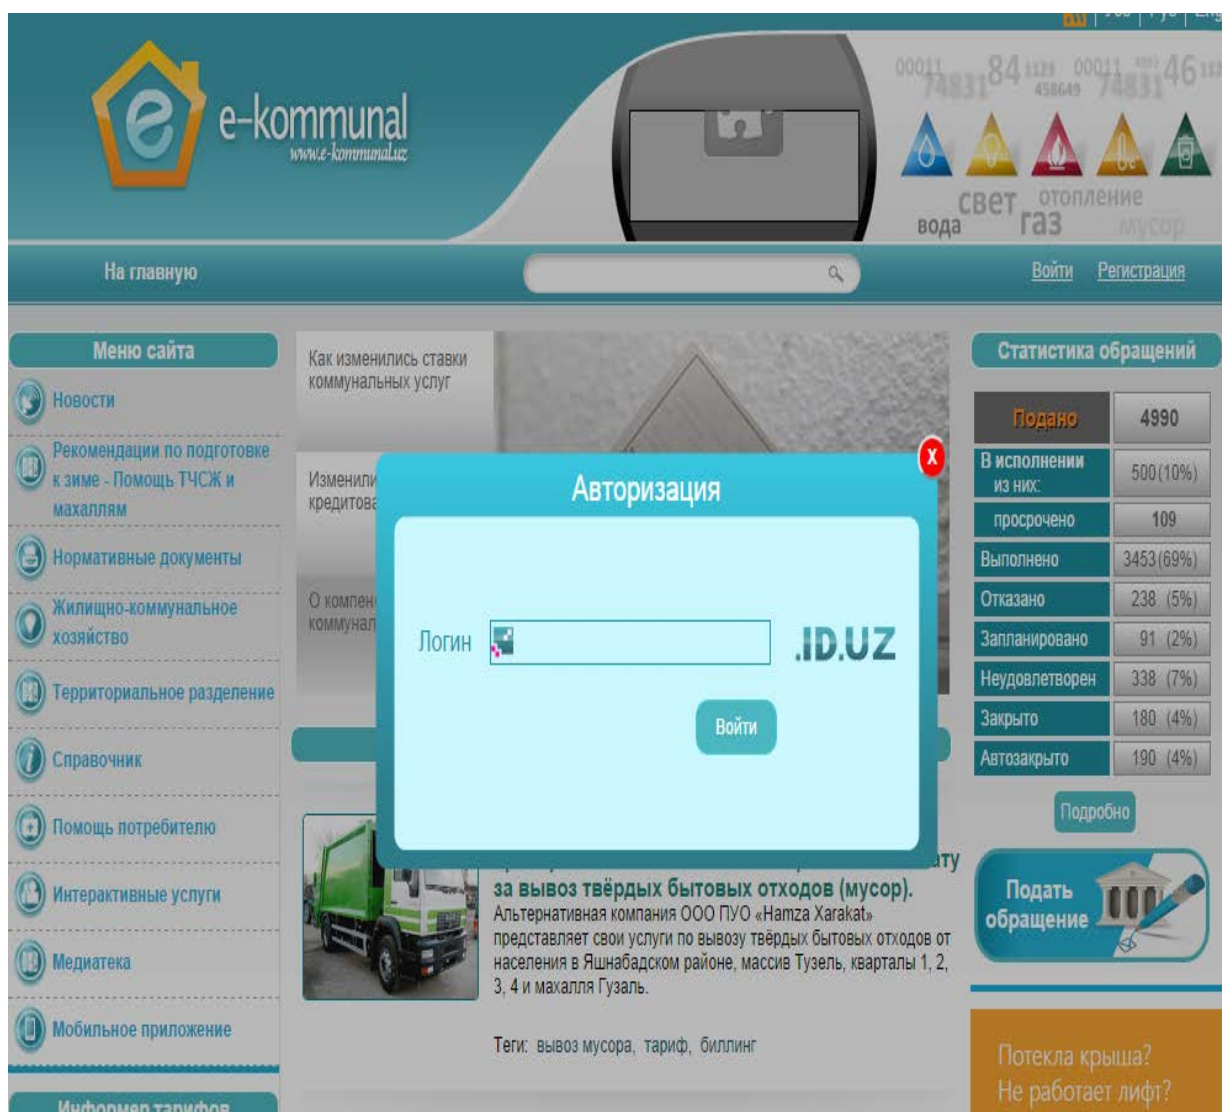 e-kommunal
www.e-kommunal.uz
00011
74831
84
1121
458649
00011
74831
46
свет
отопление
вода
газ
мусор
На главную
Войти
Регистрация
Меню сайта
Новости
Рекомендации по подготовке
к зиме - Помощь ТЧСЖ и
махаллям
Нормативные документы
Жилищно-коммунальное
хозяйство
Территориальное разделение
Справочник
Помощь потребителю
Интерактивные услуги
Медиатека
Мобильное приложение
Как изменились ставки
коммунальных услуг
Авторизация
X
Логин
.ID.UZ
Войти
за вывоз твёрдых бытовых отходов (мусор).
Альтернативная компания ООО ПУО «Hamza Xarakat»
представляет свои услуги по вывозу твёрдых бытовых отходов от
населения в Яшнабадском районе, массив Тузель, кварталы 1, 2,
3, 4 и махалля Гузаль.
Теги: вывоз мусора, тариф, биллинг
Статистика обращений
Подано 4990
В исполнении 500(10%)
из них:
просрочено 109
Выполнено 3453(69%)
Отказано 238 (5%)
Запланировано 91 (2%)
Неудовлетворен 338 (7%)
Закрыто 180 (4%)
Автозакрыто 190 (4%)
Подробно
Подать
обращение
Потекла крыша?
Не работает лифт?
Информер тарифов